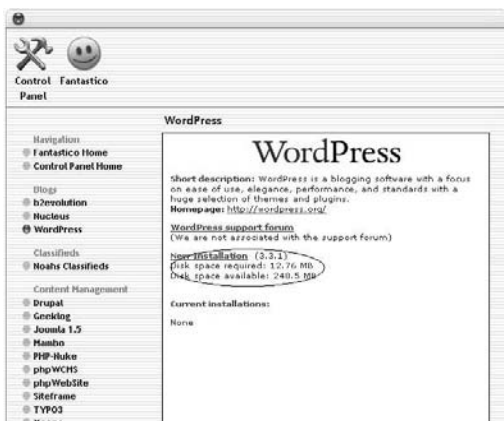 Control
Panel
Fantastico
WordPress
Navigation
Fantastico Home
Control Panel Home
Blogs
b2evolution
Nucleus
WordPress
Classifieds
Noahs Classifieds
Content Management
Drupal
Geeklog
Joomla 1.5
Mambo
PHP-Nuke
phpWCMS
phpWebSite
Siteframe
TYPO3
WordPress
Short description: WordPress is a blogging software with a focus
on ease of use, elegance, performance, and standards with a
huge selection of themes and plugins.
Homepage: http://wordpress.org/
WordPress support forum
(We are not associated with the support forum)
New Installation (3.3.1)
Disk space required: 12.76 MB
Disk space available: 240.5 MB
Current installations:
None